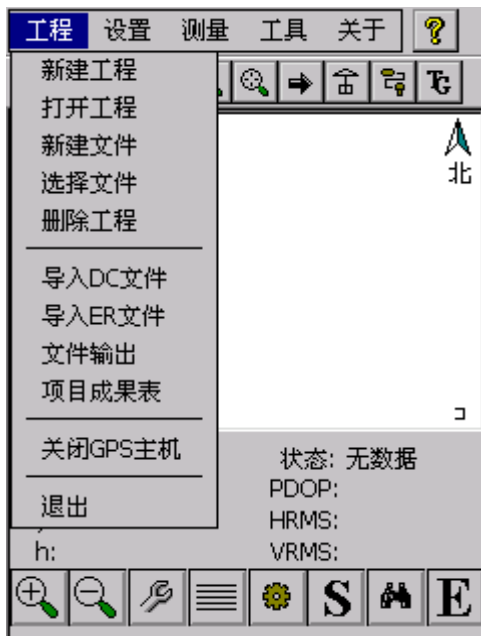 工程 设置 测量 工具 关于
新建工程
打开工程
新建文件
选择文件
删除工程
导入DC文件
导入ER文件
文件输出
项目成果表
关闭GPS主机
退出
北
状态: 无数据
PDOP:
HRMS:
h: VRMS:
S E